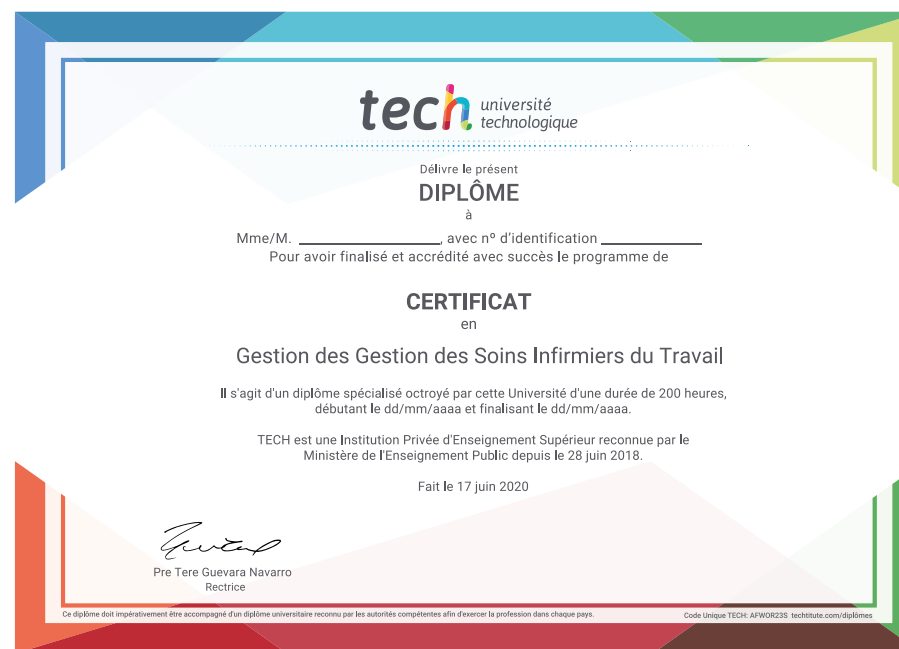 tech université
technologique
Délivre le présent
DIPLÔME
à
Mme/M. ____________________, avec nº d'identification ______________
Pour avoir finalisé et accrédité avec succès le programme de
CERTIFICAT
en
Gestion des Gestion des Soins Infirmiers du Travail
Il s'agit d'un diplôme spécialisé octroyé par cette Université d'une durée de 200 heures,
débutant le dd/mm/aaaa et finalisant le dd/mm/aaaa.
TECH est une Institution Privée d'Enseignement Supérieur reconnue par le
Ministère de l'Enseignement Public depuis le 28 juin 2018.
Fait le 17 juin 2020
Pre Tere Guevara Navarro
Rectrice
Ce diplôme doit impérativement être accompagné d'un diplôme universitaire reconnu par les autorités compétentes afin d'exercer la profession dans chaque pays.
Code Unique TECH: AFWOR23S techtitute.com/diplômes